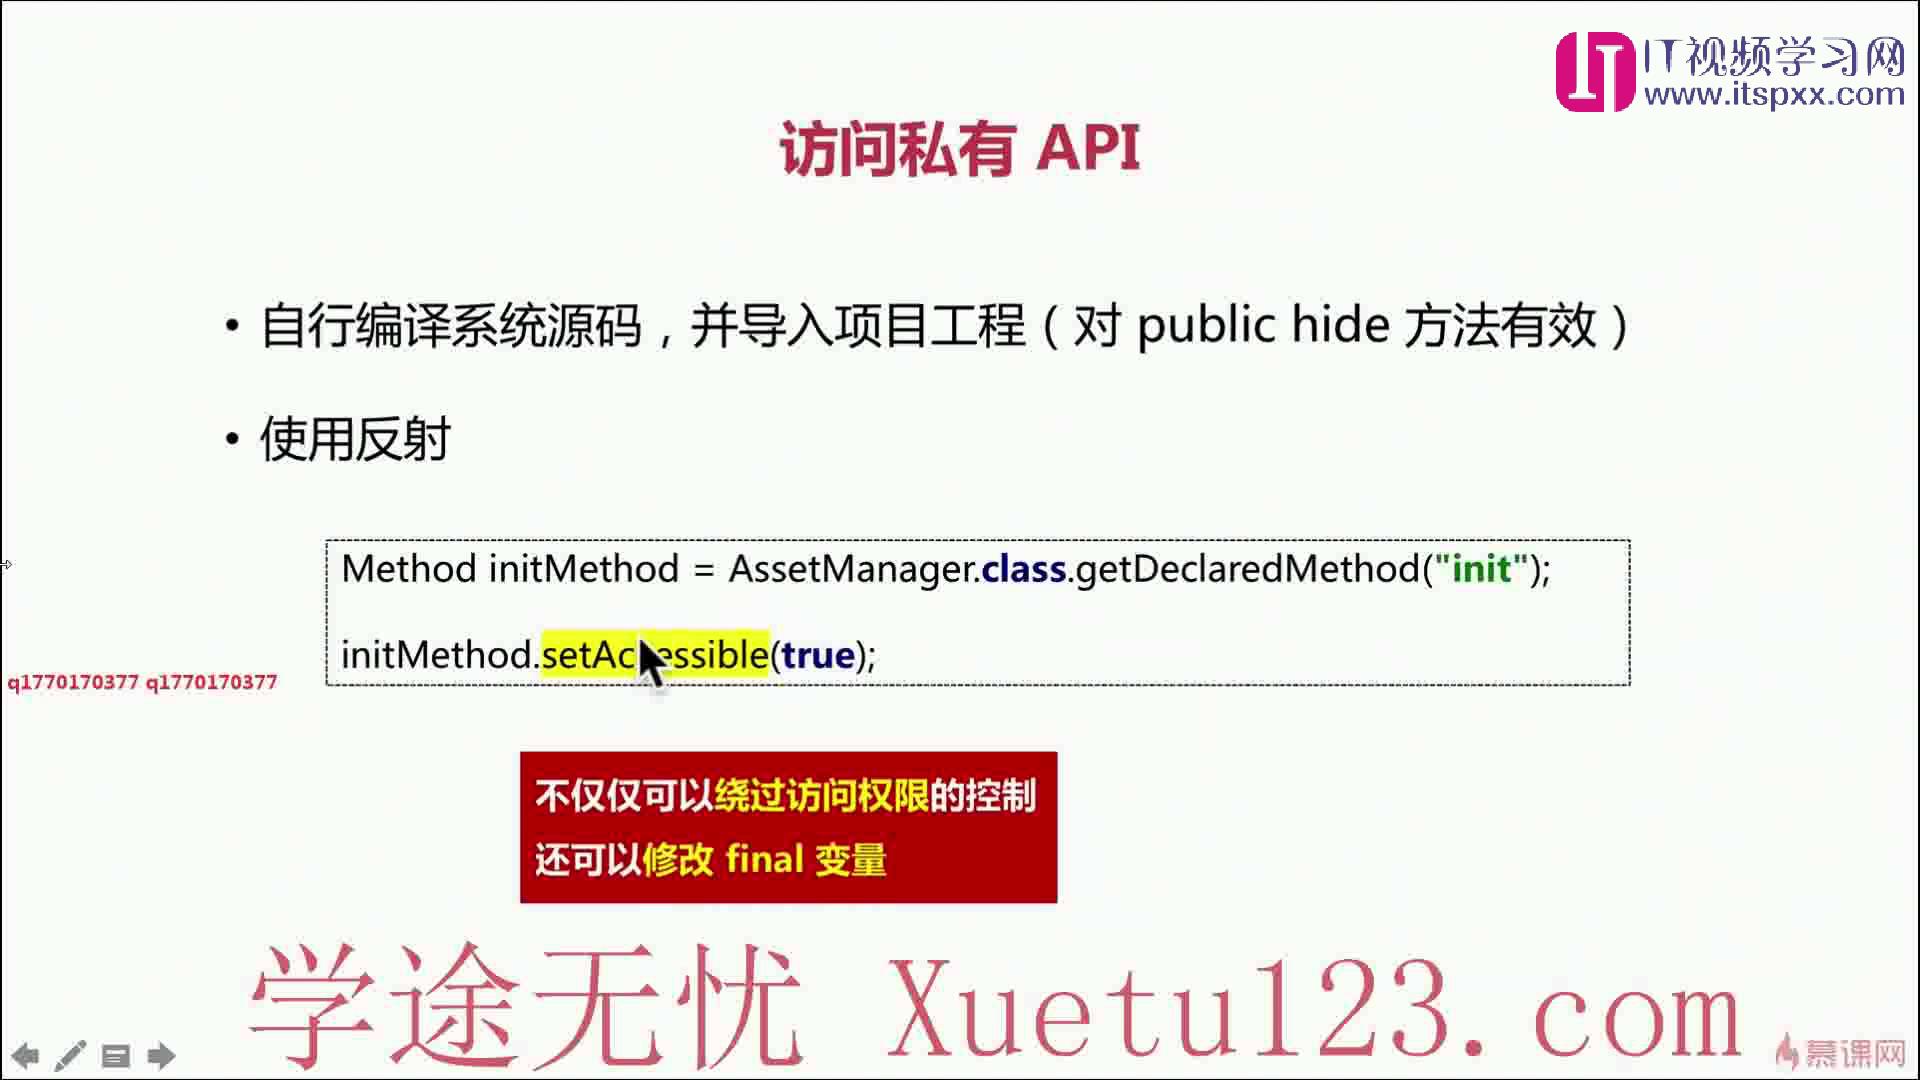 IT视频学习网
www.itspxx.com
访问私有 API
• 自行编译系统源码，并导入项目工程（对 public hide 方法有效）
• 使用反射
Method initMethod = AssetManager.class.getDeclaredMethod("init");
initMethod.setAccessible(true);
q1770170377 q1770170377
不仅仅可以绕过访问权限的控制
还可以修改 final 变量
学途无忧 Xuetu123.com
慕课网